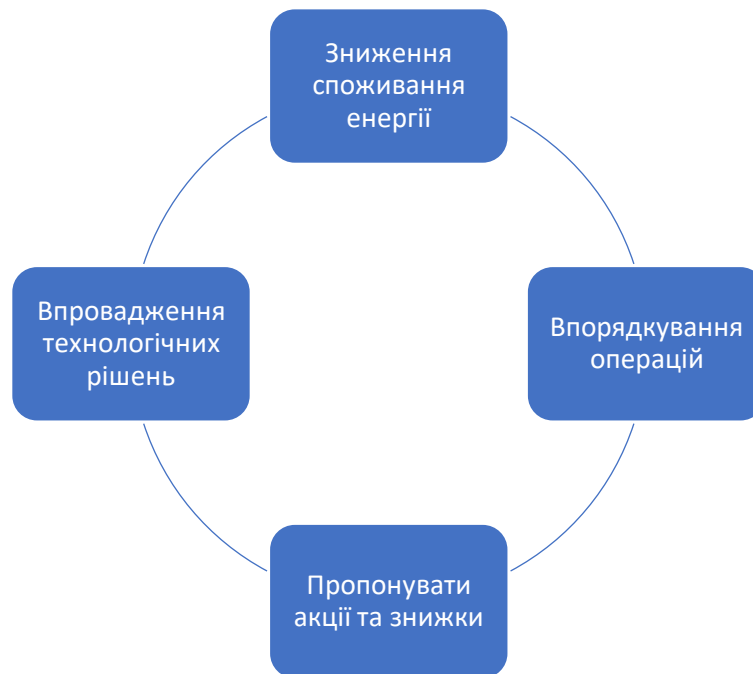 Зниження
споживання
енергії
Впровадження
технологічних
рішень
Впорядкування
операцій
Пропонувати
акції та знижки